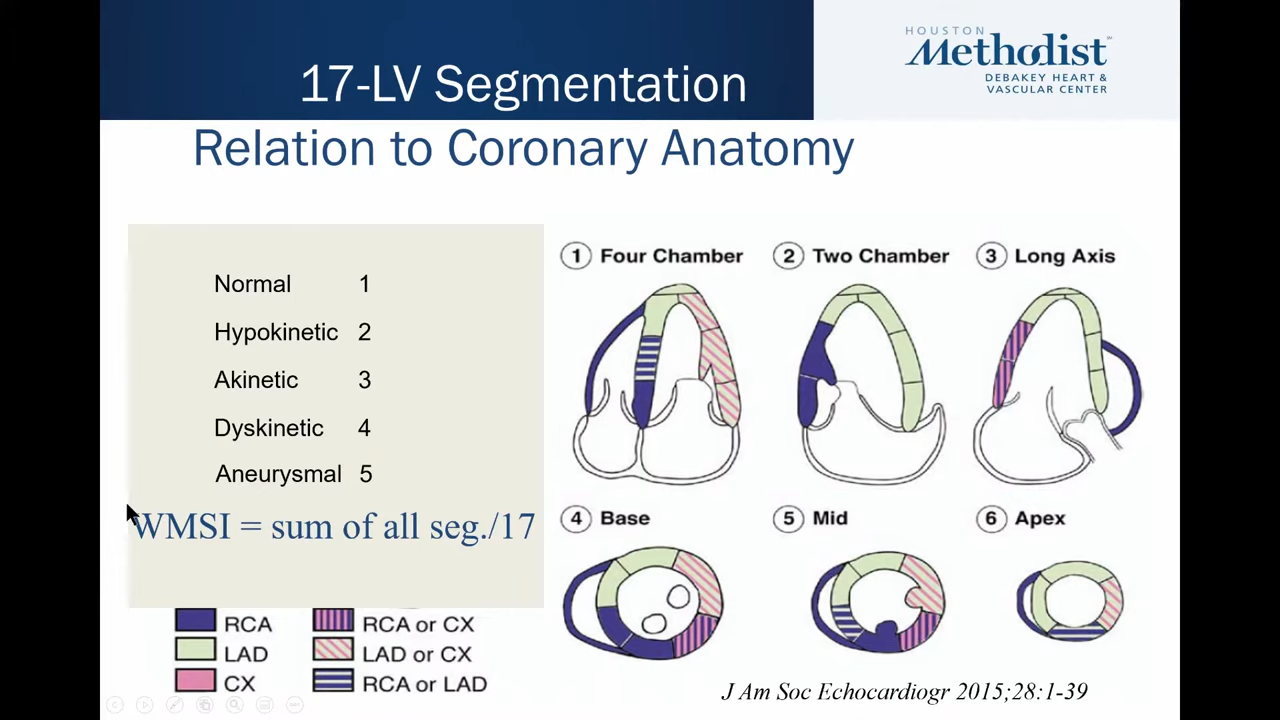 HOUSTON
Methodist
DEBAKEY HEART &
VASCULAR CENTER
17-LV Segmentation
Relation to Coronary Anatomy
Normal 1
Hypokinetic 2
Akinetic 3
Dyskinetic 4
Aneurysmal 5
WMSI = sum of all seg./17
1 Four Chamber
2 Two Chamber
3 Long Axis
4 Base
5 Mid
6 Apex
RCA
LAD
CX
RCA or CX
LAD or CX
RCA or LAD
J Am Soc Echocardiogr 2015;28:1-39